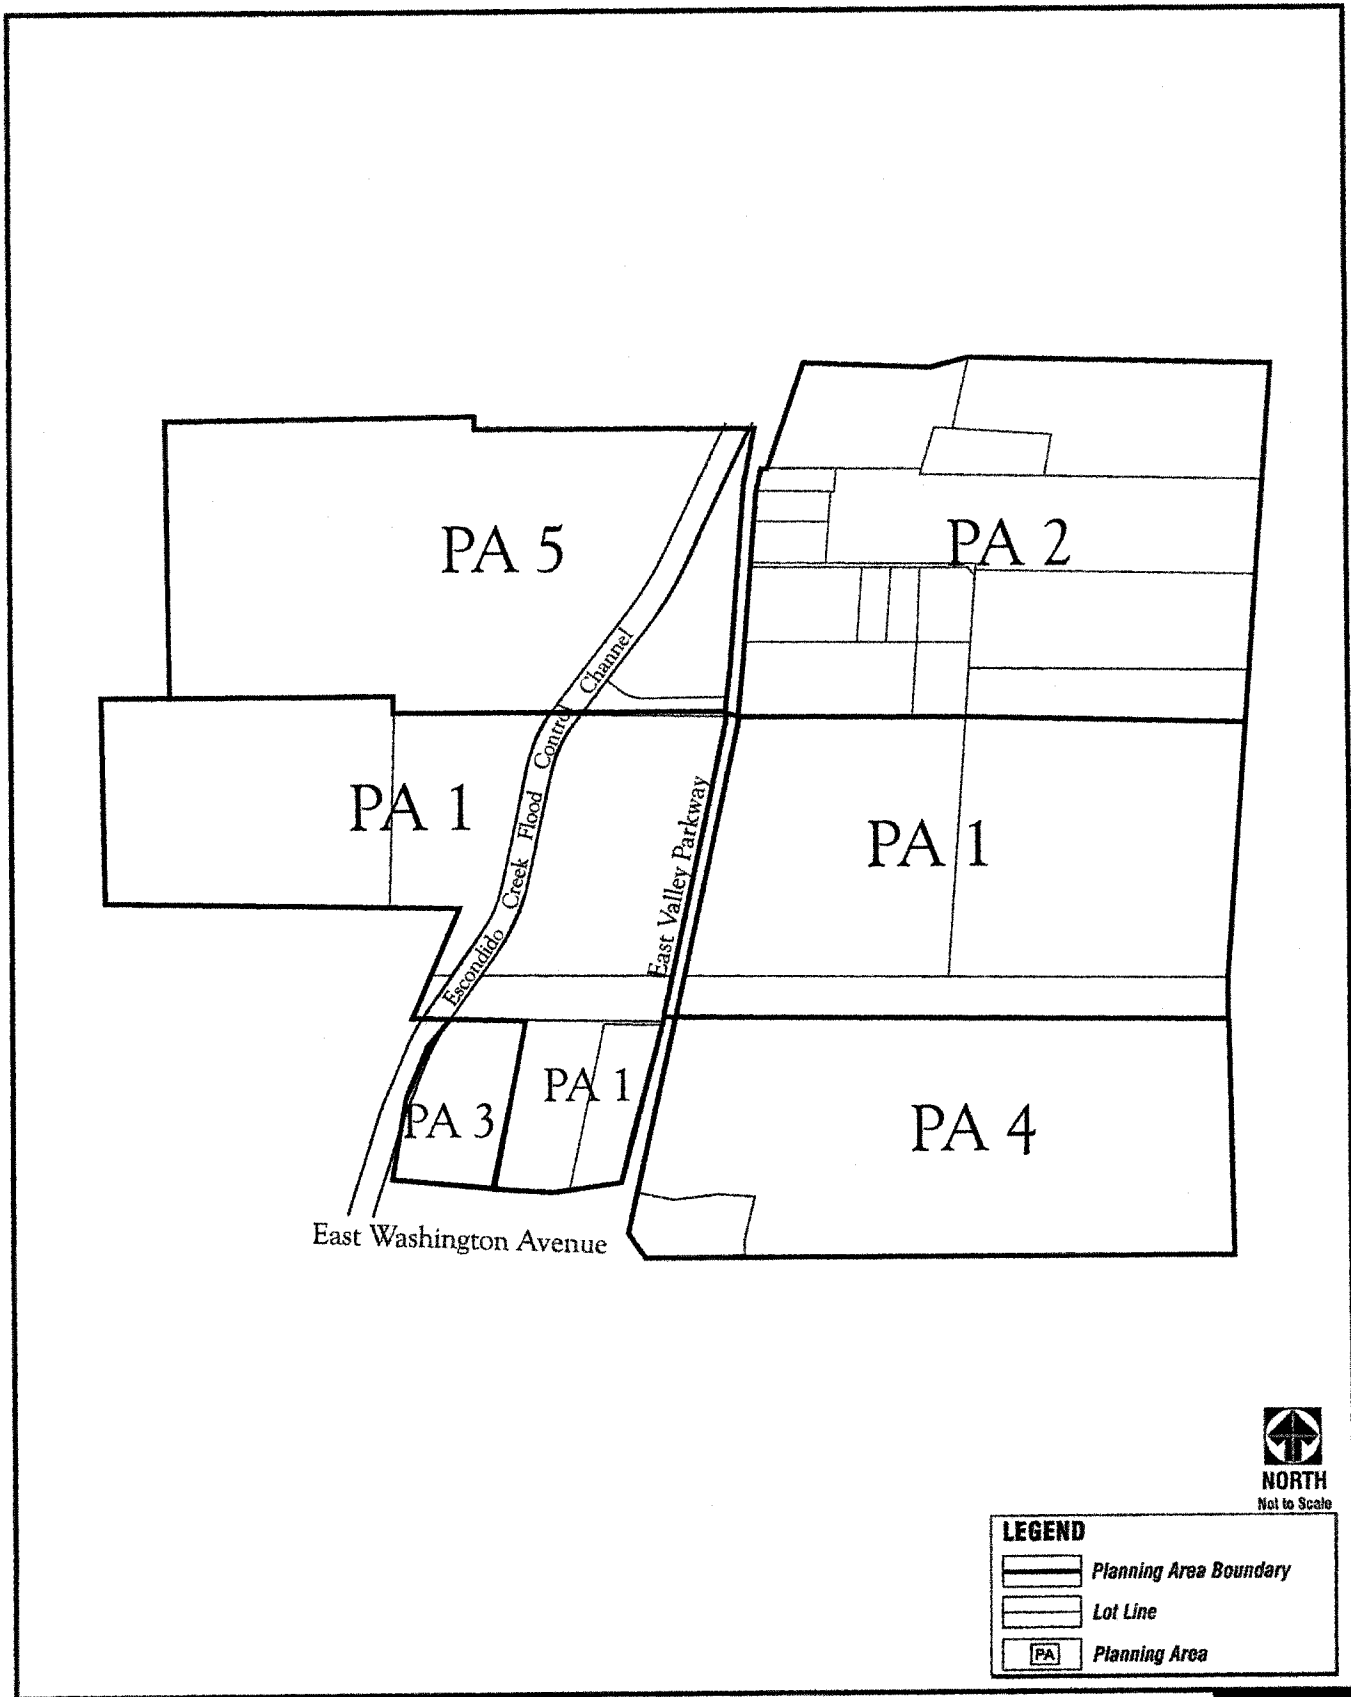 PA 5
PA 2
Escondido Creek Flood Control Channel
PA 1
East Valley Parkway
PA 1
PA 1
PA 3
PA 4
East Washington Avenue
NORTH
Not to Scale
LEGEND
Planning Area Boundary
Lot Line
PA Planning Area